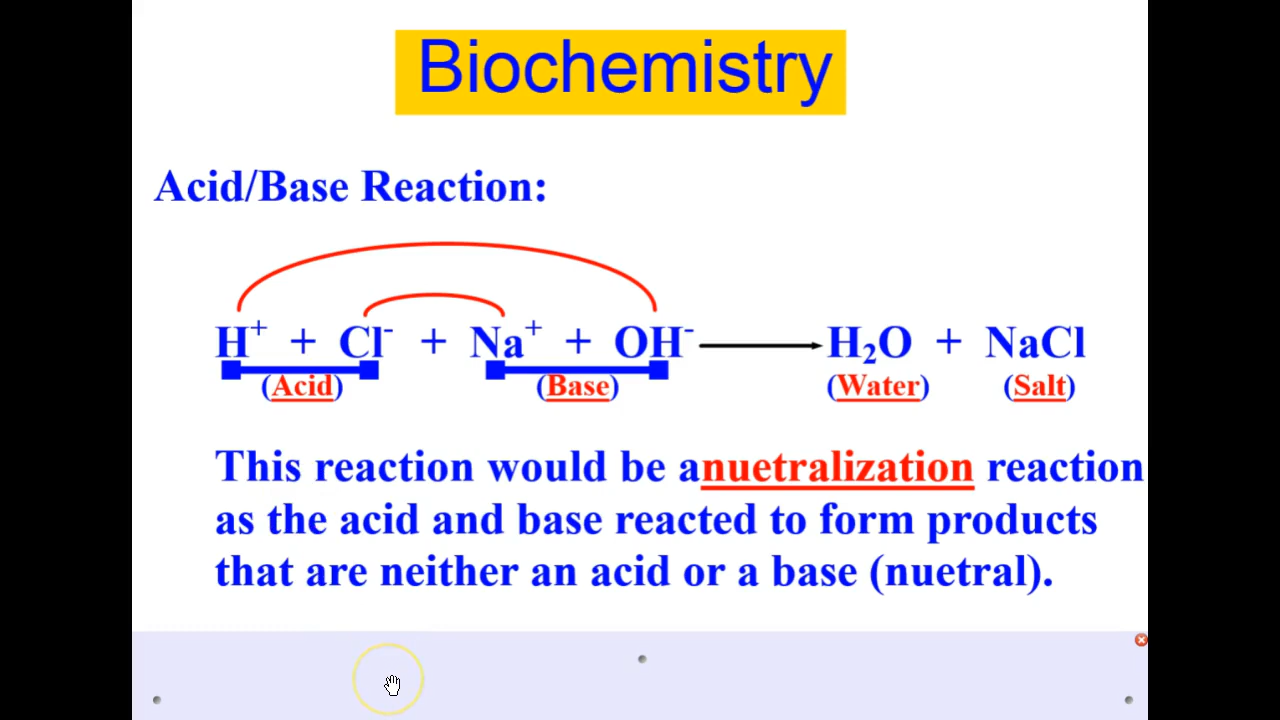 Biochemistry
Acid/Base Reaction:
H⁺ + Cl⁻ + Na⁺ + OH⁻ ⟶ H₂O + NaCl
(Acid) (Base) (Water) (Salt)
This reaction would be a nuetralization reaction
as the acid and base reacted to form products
that are neither an acid or a base (nuetral).